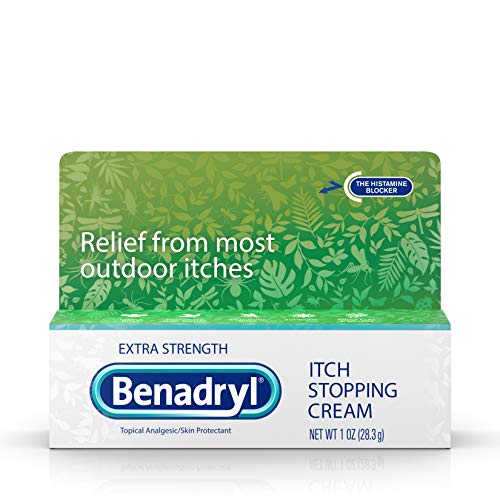 THE HISTAMINE
BLOCKER
Relief from most
outdoor itches
EXTRA STRENGTH
Benadryl®
Topical Analgesic/Skin Protectant
ITCH
STOPPING
CREAM
NET WT 1 OZ (28.3 g)